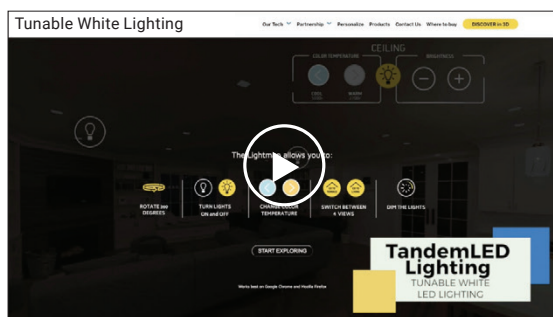 Tunable White Lighting
Our Tech Partnership Personalize Products Contact Us Where to buy DISCOVER in 3D
CEILING
COLOR TEMPERATURE
BRIGHTNESS
COOL
WARM
The Lightmap allows you to:
ROTATE 360
DEGREES
TURN LIGHTS
ON and OFF
CHANGE COLOR
TEMPERATURE
SWITCH BETWEEN
4 VIEWS
DIM THE LIGHTS
START EXPLORING
Works best on Google Chrome and Mozilla Firefox
TandemLED
Lighting
TUNABLE WHITE
LED LIGHTING